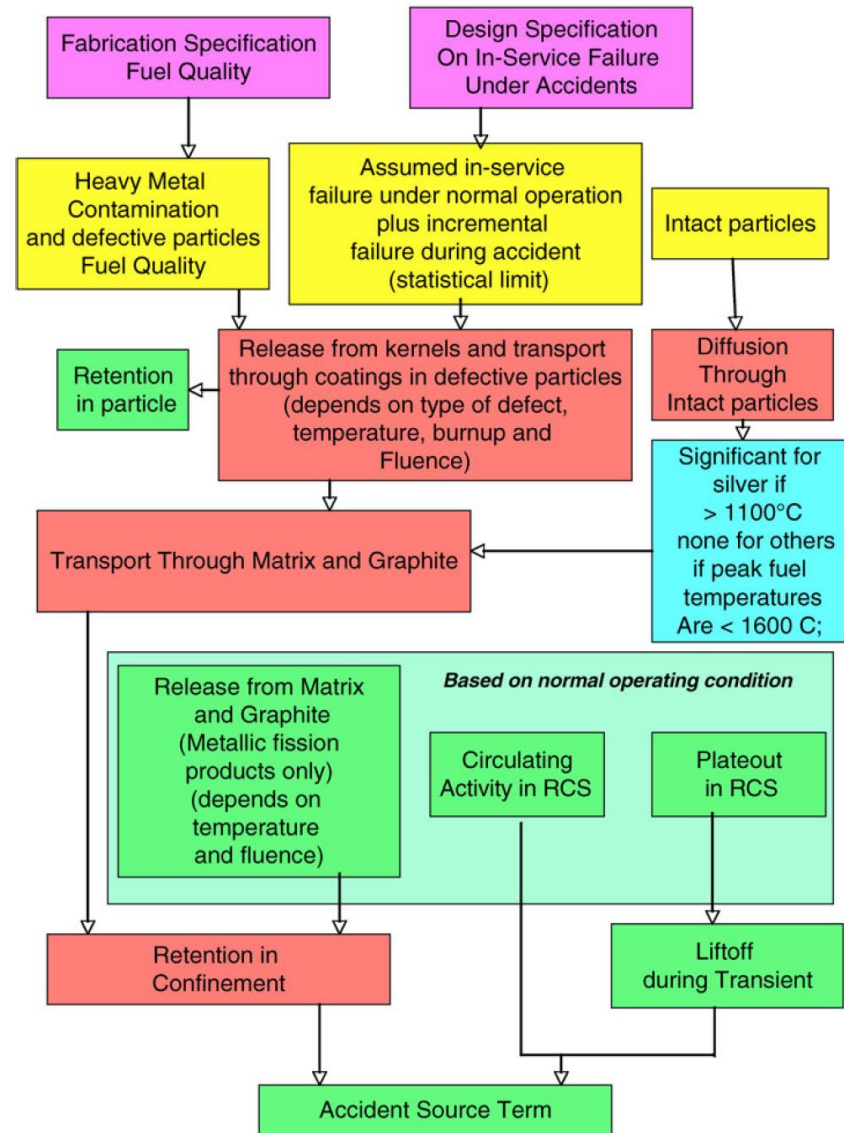 Fabrication Specification
Fuel Quality
Design Specification
On In-Service Failure
Under Accidents
Heavy Metal
Contamination
and defective particles
Fuel Quality
Assumed in-service
failure under normal operation
plus incremental
failure during accident
(statistical limit)
Intact particles
Retention
in particle
Release from kernels and transport
through coatings in defective particles
(depends on type of defect,
temperature, burnup and
Fluence)
Diffusion
Through
Intact particles
Significant for
silver if
> 1100°C
none for others
if peak fuel
temperatures
Are < 1600 C;
Transport Through Matrix and Graphite
Based on normal operating condition
Release from Matrix
and Graphite
(Metallic fission
products only)
(depends on
temperature
and fluence)
Circulating
Activity in RCS
Plateout
in RCS
Retention in
Confinement
Liftoff
during Transient
Accident Source Term